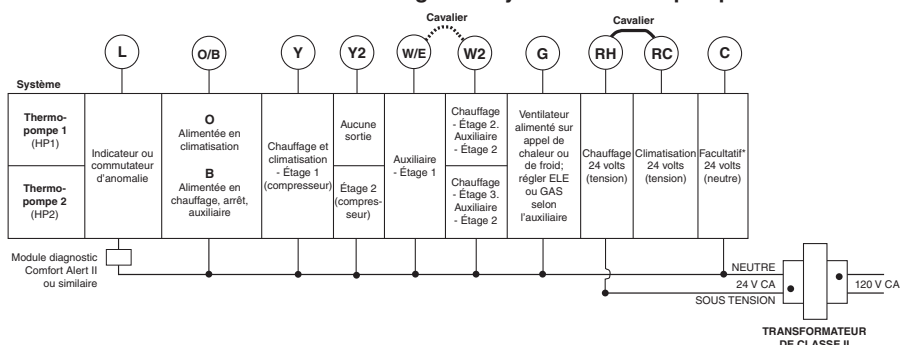 Cavalier
Cavalier
L
O/B
Y
Y2
W/E
W2
G
RH
RC
C
Système
Thermo-
pompe 1
(HP1)
Thermo-
pompe 2
(HP2)
Indicateur ou
commutateur
d'anomalie
O
Alimentée en
climatisation
B
Alimentée en
chauffage, arrêt,
auxiliaire
Chauffage et
climatisation
- Étage 1
(compresseur)
Aucune
sortie
Étage 2
(compres-
seur)
Auxiliaire
- Étage 1
Chauffage
- Étage 2.
Auxiliaire
- Étage 2
Chauffage
- Étage 3.
Auxiliaire
- Étage 2
Ventilateur
alimenté sur
appel de
chaleur ou
de froid;
régler ELE
ou GAS
selon
l'auxiliaire
Chauffage
24 volts
(tension)
Climatisation
24 volts
(tension)
Facultatif*
24 volts
(neutre)
Module diagnostic
Comfort Alert II
ou similaire
NEUTRE
24 V CA
SOUS TENSION
120 V CA
TRANSFORMATEUR
DE CLASSE II